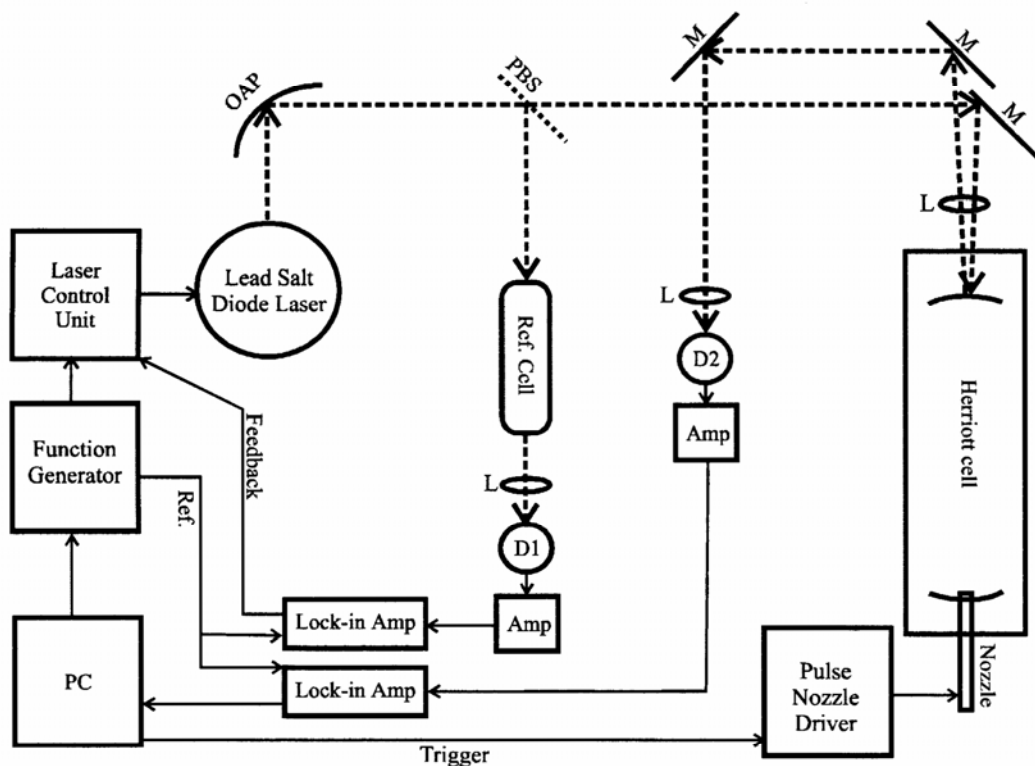 M
M
OAP
PBS
M
L
Laser
Control
Unit
Lead Salt
Diode Laser
L
Ref. Cell
D2
Herriott cell
Function
Generator
Feedback
Amp
Ref.
L
D1
Lock-in Amp
Amp
PC
Lock-in Amp
Pulse
Nozzle
Driver
Nozzle
Trigger